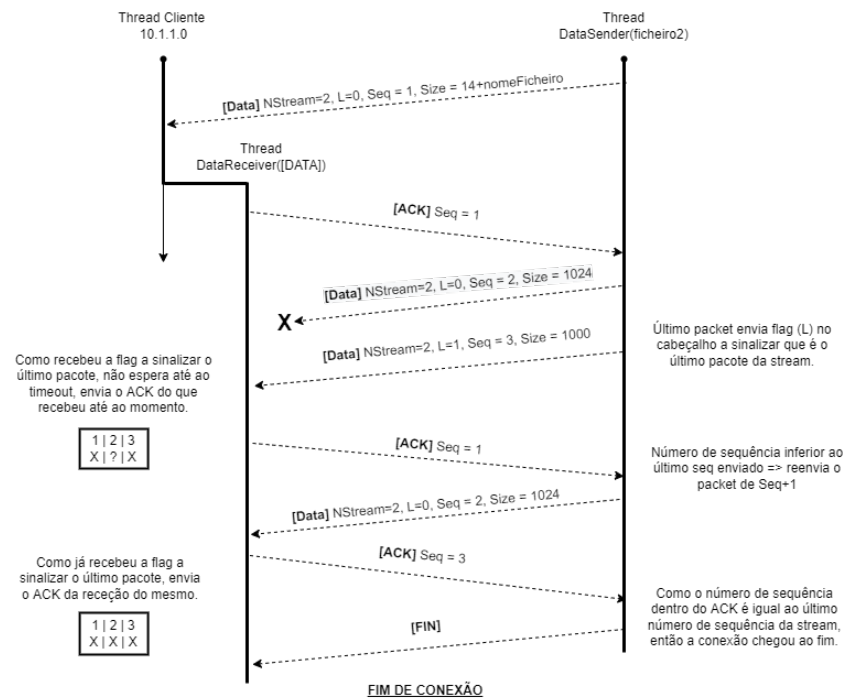 Thread Cliente
10.1.1.0
Thread
DataSender(ficheiro2)
[Data] NStream=2, L=0, Seq = 1, Size = 14+nomeFicheiro
Thread
DataReceiver([DATA])
[ACK] Seq = 1
[Data] NStream=2, L=0, Seq = 2, Size = 1024
X
[Data] NStream=2, L=1, Seq = 3, Size = 1000
Último packet envia flag (L) no
cabeçalho a sinalizar que é o
último pacote da stream.
Como recebeu a flag a sinalizar o
último pacote, não espera até ao
timeout, envia o ACK do que
recebeu até ao momento.
1 | 2 | 3
X | ? | X
[ACK] Seq = 1
Número de sequência inferior ao
último seq enviado => reenvia o
packet de Seq+1
[Data] NStream=2, L=0, Seq = 2, Size = 1024
[ACK] Seq = 3
Como já recebeu a flag a
sinalizar o último pacote, envia
o ACK da receção do mesmo.
1 | 2 | 3
X | X | X
Como o número de sequência
dentro do ACK é igual ao último
número de sequência da stream,
então a conexão chegou ao fim.
[FIN]
FIM DE CONEXÃO